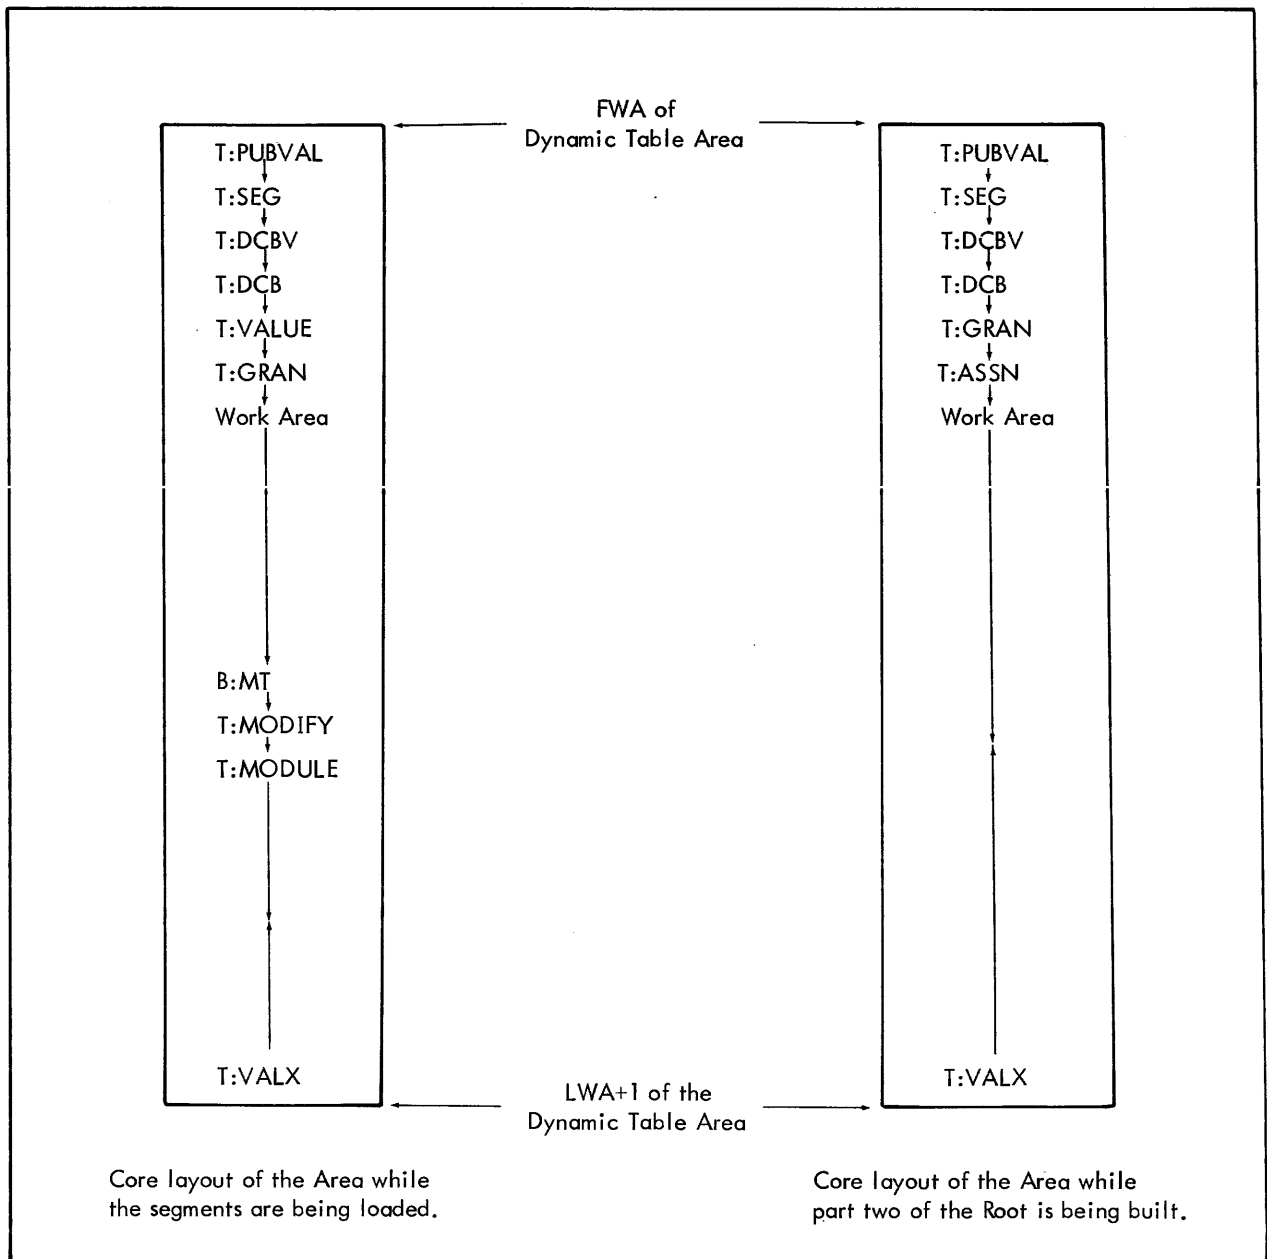 FWA of
Dynamic Table Area
T:PUBVAL
T:SEG
T:DCBV
T:DCB
T:VALUE
T:GRAN
Work Area
B:MT
T:MODIFY
T:MODULE
T:VALX
T:PUBVAL
T:SEG
T:DCBV
T:DCB
T:GRAN
T:ASSN
Work Area
T:VALX
LWA+1 of the
Dynamic Table Area
Core layout of the Area while
the segments are being loaded.
Core layout of the Area while
part two of the Root is being built.